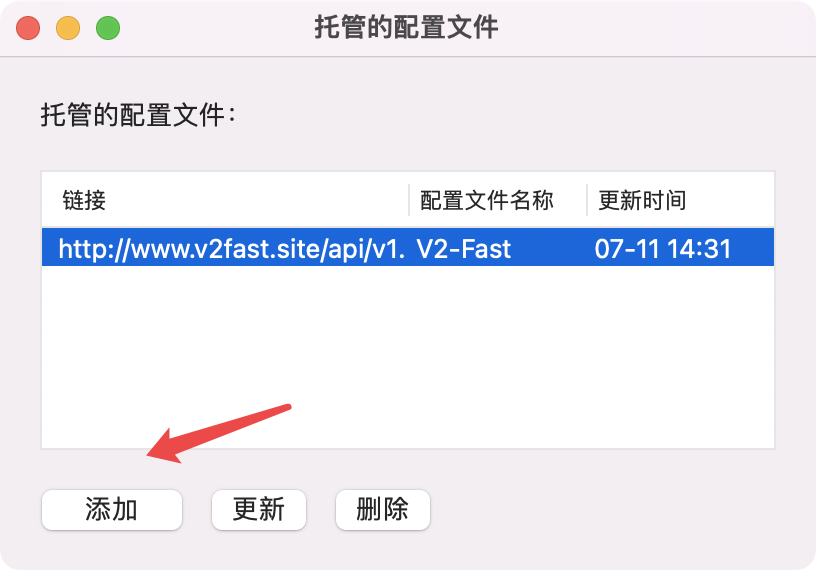 托管的配置文件
托管的配置文件：
链接 配置文件名称 更新时间
http://www.v2fast.site/api/v1. V2-Fast 07-11 14:31
添加 更新 删除